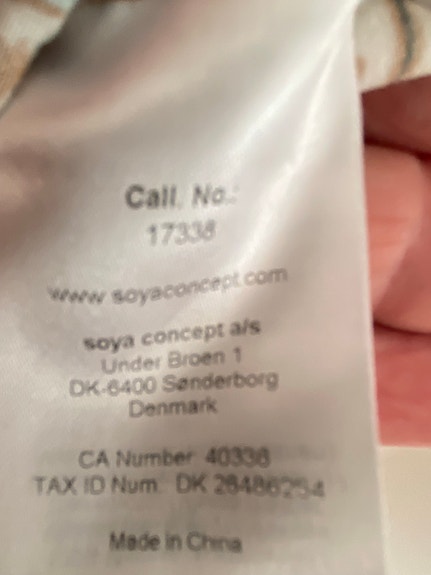 Call. No.:
17338
www.soyaconcept.com
soya concept a/s
Under Broen 1
DK-6400 Sønderborg
Denmark
CA Number 40338
TAX ID Num. DK 26486254
Made in China